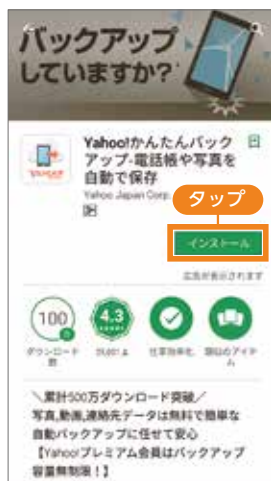 バックアップ
していますか?
Yahoo!かんたんバック
アップ-電話帳や写真を
自動で保存
Yahoo Japan Corp.
タップ
インストール
広告が表示されます
100
4.3
ダウンロード
数
仕事効率化
類似のアイテ
ム
＼累計500万ダウンロード突破／
写真,動画,連絡先データは無料で簡単な
自動バックアップに任せて安心
【Yahoo!プレミアム会員はバックアップ
容量無制限!】